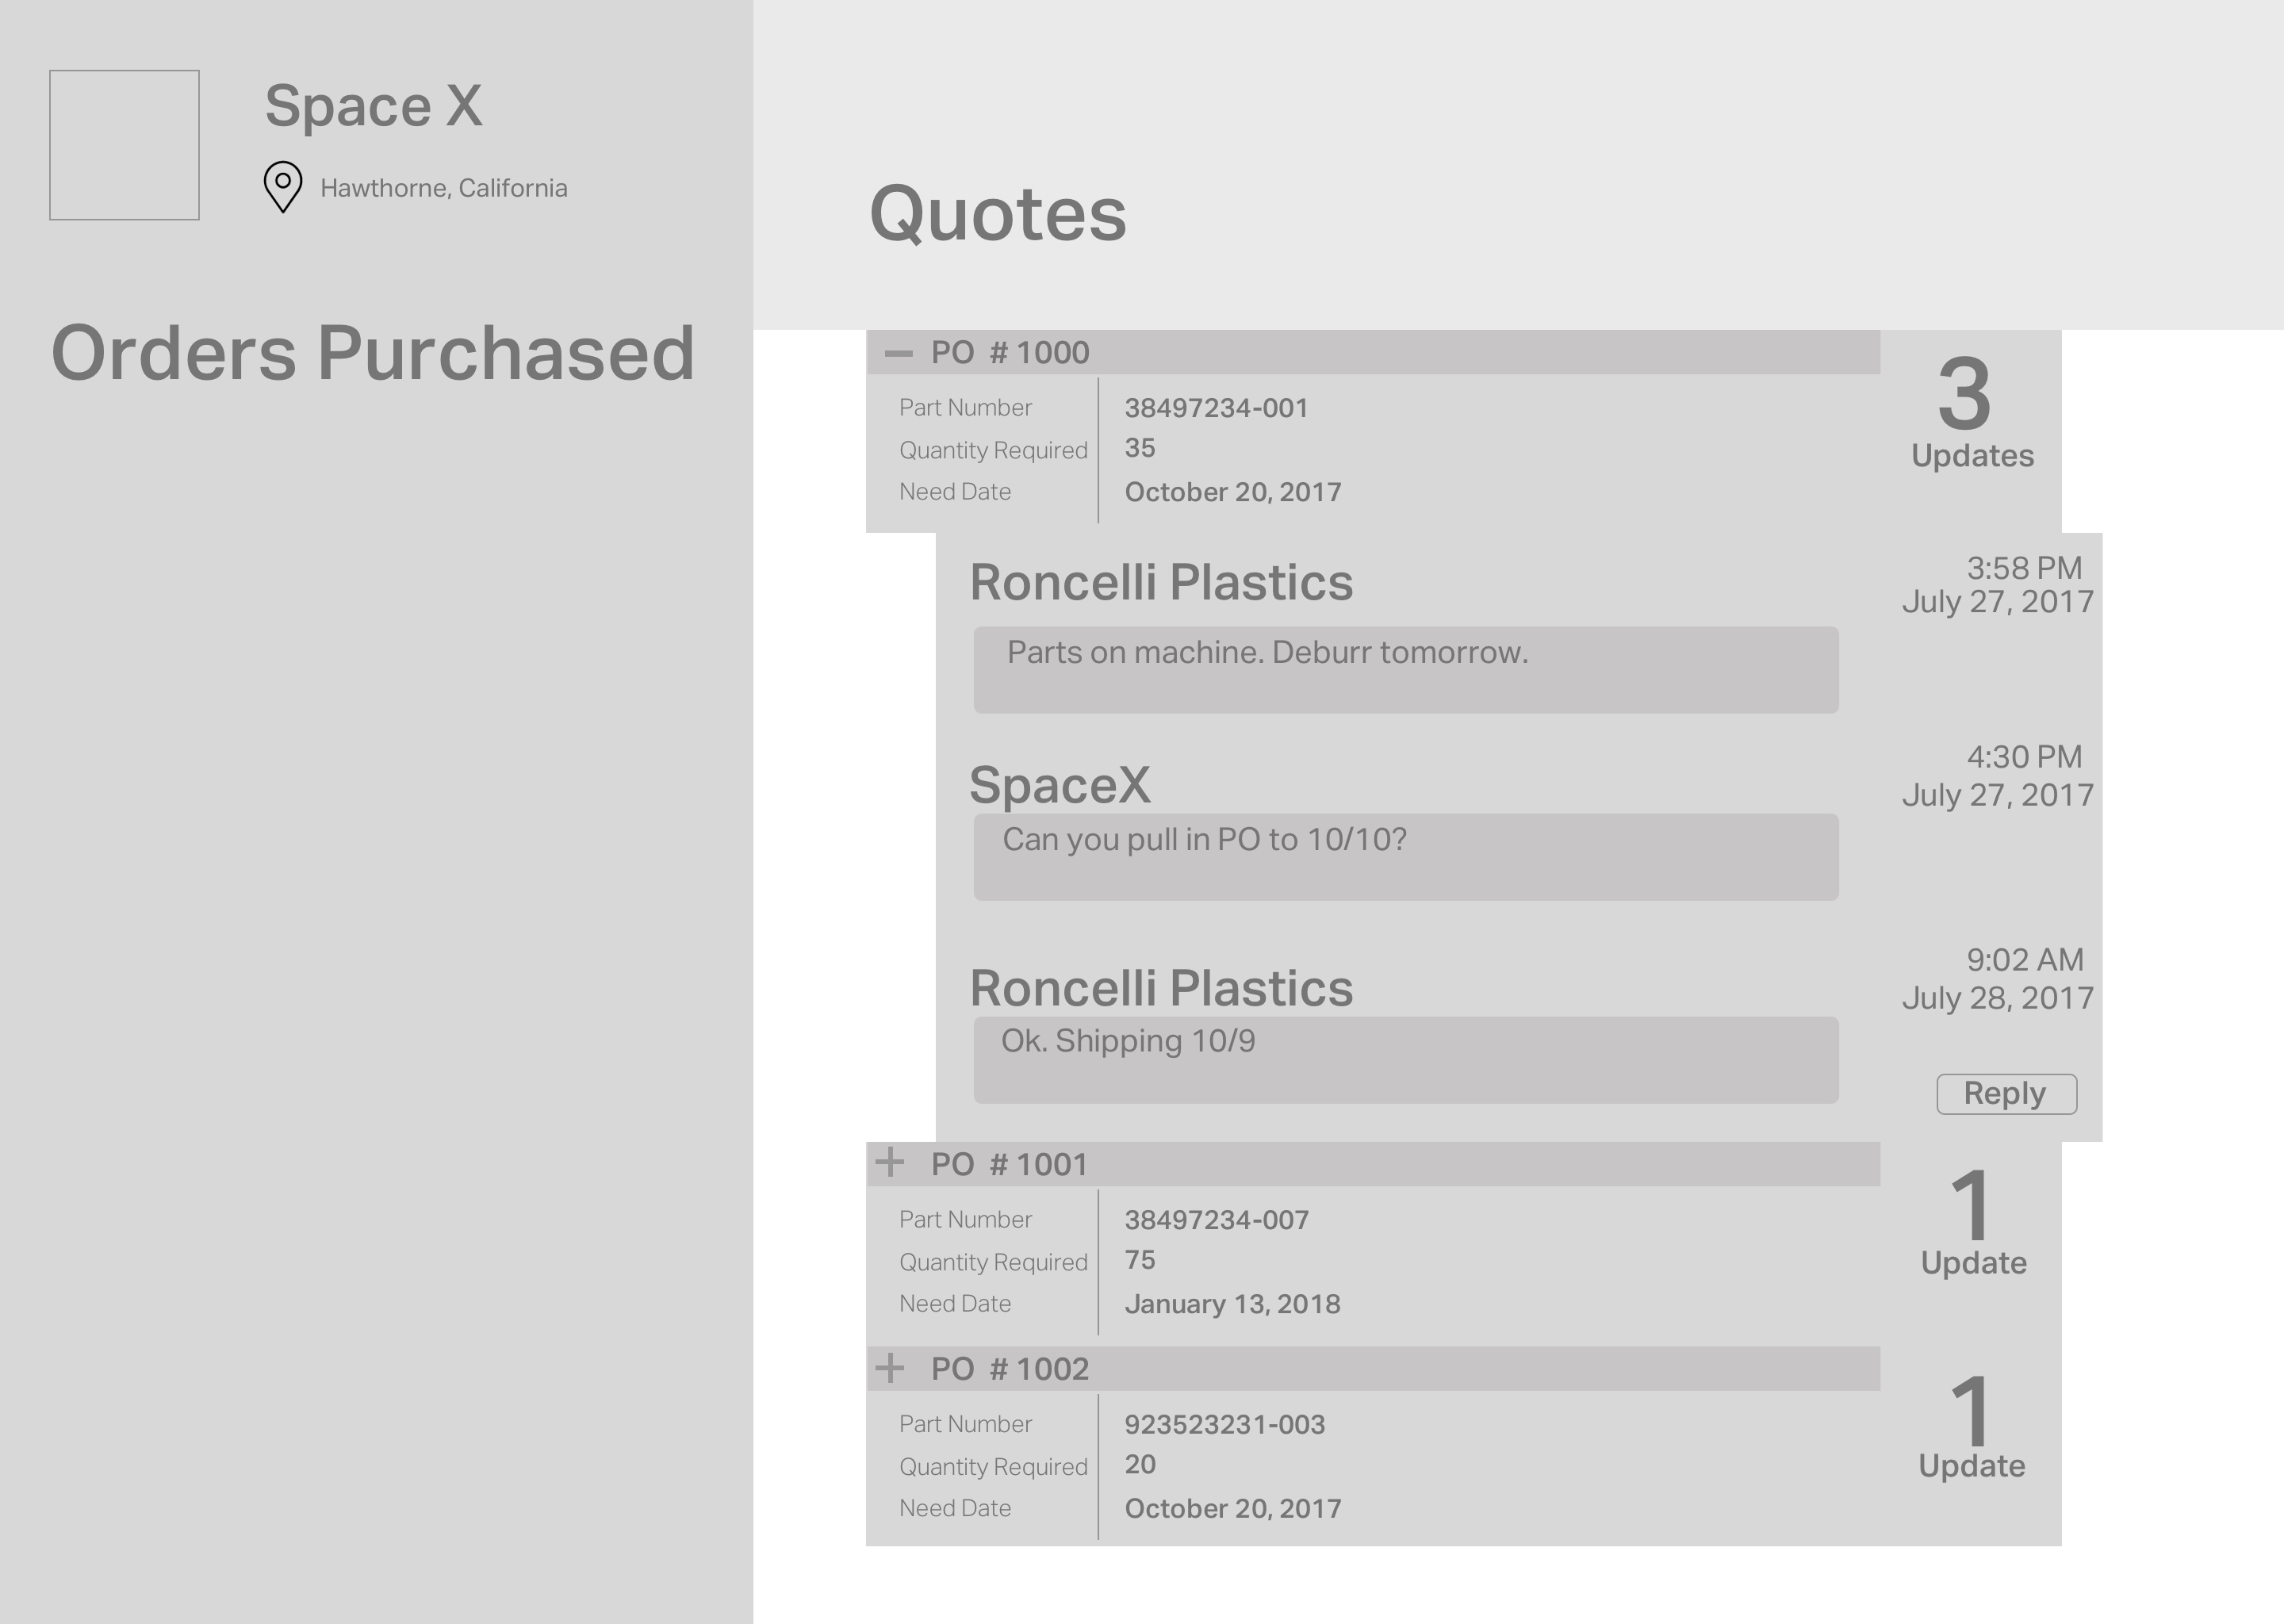 Space X
Hawthorne, California
Orders Purchased
Quotes
PO # 1000
Part Number 38497234-001
Quantity Required 35
Need Date October 20, 2017
3
Updates
Roncelli Plastics
3:58 PM
July 27, 2017
Parts on machine. Deburr tomorrow.
SpaceX
4:30 PM
July 27, 2017
Can you pull in PO to 10/10?
Roncelli Plastics
9:02 AM
July 28, 2017
Ok. Shipping 10/9
Reply
PO # 1001
Part Number 38497234-007
Quantity Required 75
Need Date January 13, 2018
1
Update
PO # 1002
Part Number 923523231-003
Quantity Required 20
Need Date October 20, 2017
1
Update